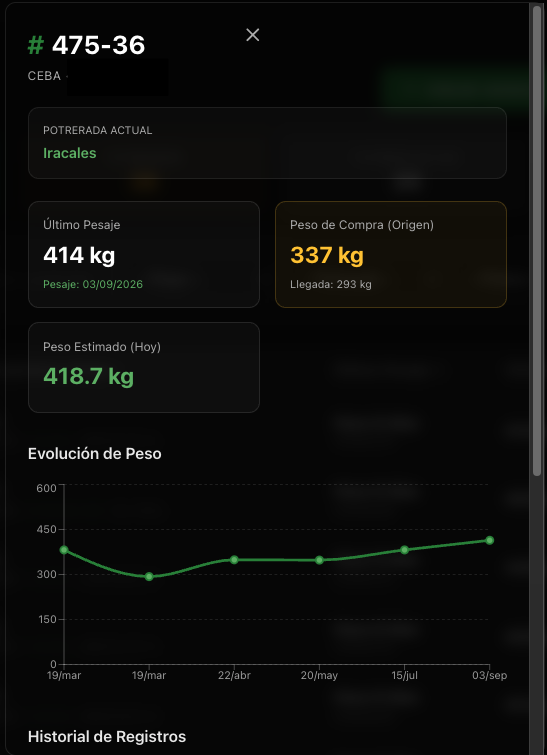 # 475-36
CEBA ·
POTRERADA ACTUAL
Iracales
Último Pesaje
414 kg
Pesaje: 03/09/2026
Peso de Compra (Origen)
337 kg
Llegada: 293 kg
Peso Estimado (Hoy)
418.7 kg
Evolución de Peso
600
450
300
150
0
19/mar 19/mar 22/abr 20/may 15/jul 03/sep
Historial de Registros